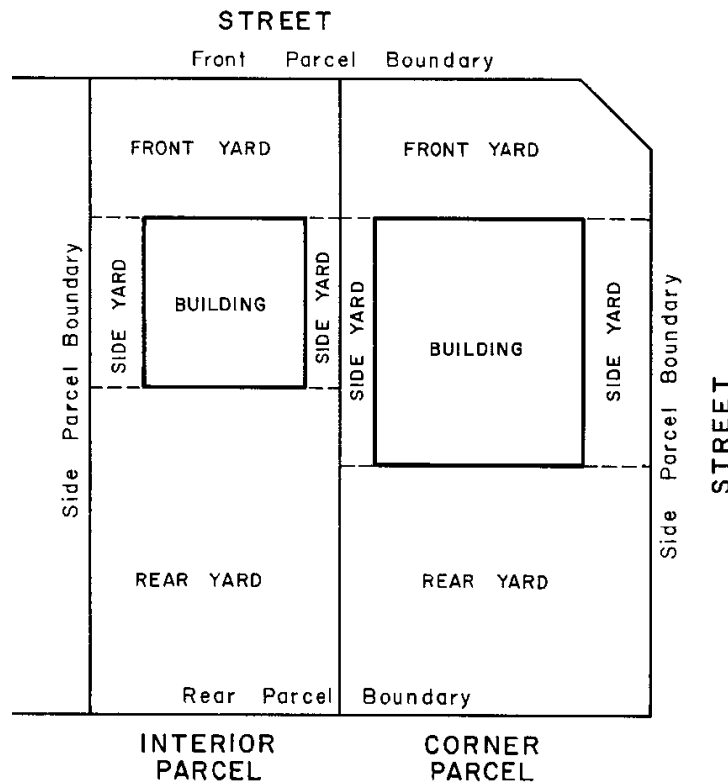 STREET
Front Parcel Boundary
FRONT YARD
FRONT YARD
Side Parcel Boundary
SIDE YARD
BUILDING
SIDE YARD
SIDE YARD
BUILDING
SIDE YARD
Side Parcel Boundary
STREET
REAR YARD
REAR YARD
Rear Parcel Boundary
INTERIOR
PARCEL
CORNER
PARCEL